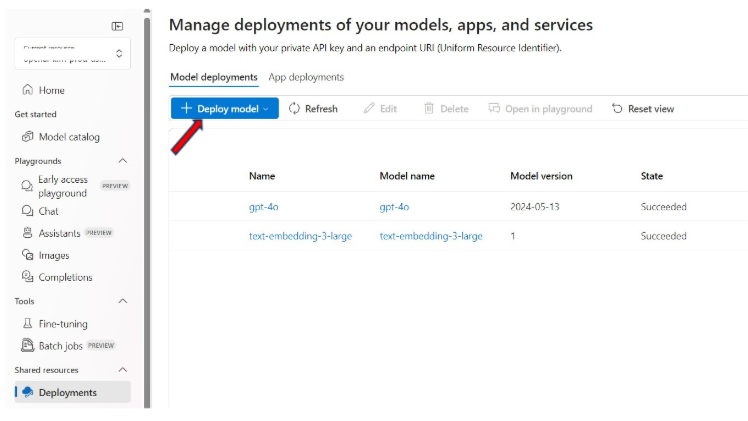 Manage deployments of your models, apps, and services
Deploy a model with your private API key and an endpoint URI (Uniform Resource Identifier).
Model deployments App deployments
Deploy model Refresh Edit Delete Open in playground Reset view
Name Model name Model version State
gpt-4o gpt-4o 2024-05-13 Succeeded
text-embedding-3-large text-embedding-3-large 1 Succeeded
Home
Get started
Model catalog
Playgrounds
Early access
playground PREVIEW
Chat
Assistants PREVIEW
Images
Completions
Tools
Fine-tuning
Batch jobs PREVIEW
Shared resources
Deployments